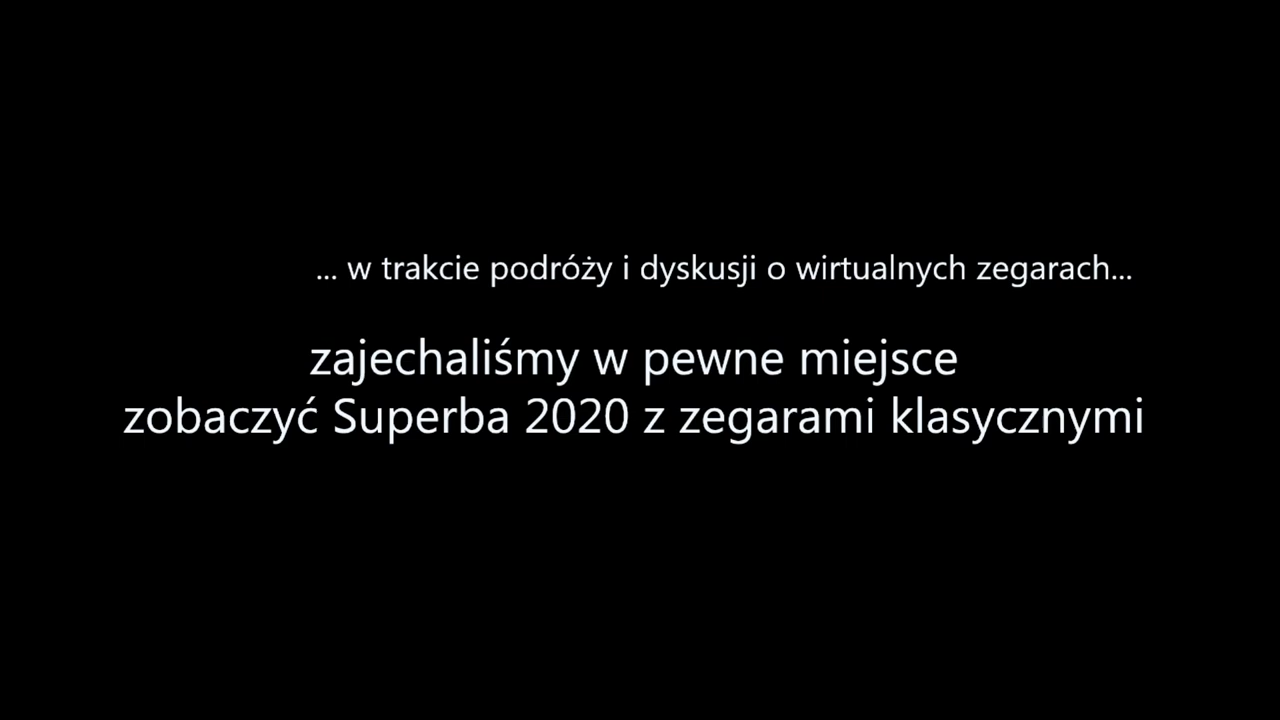 ... w trakcie podróży i dyskusji o wirtualnych zegarach...
zajechaliśmy w pewne miejsce
zobaczyć Superba 2020 z zegarami klasycznymi